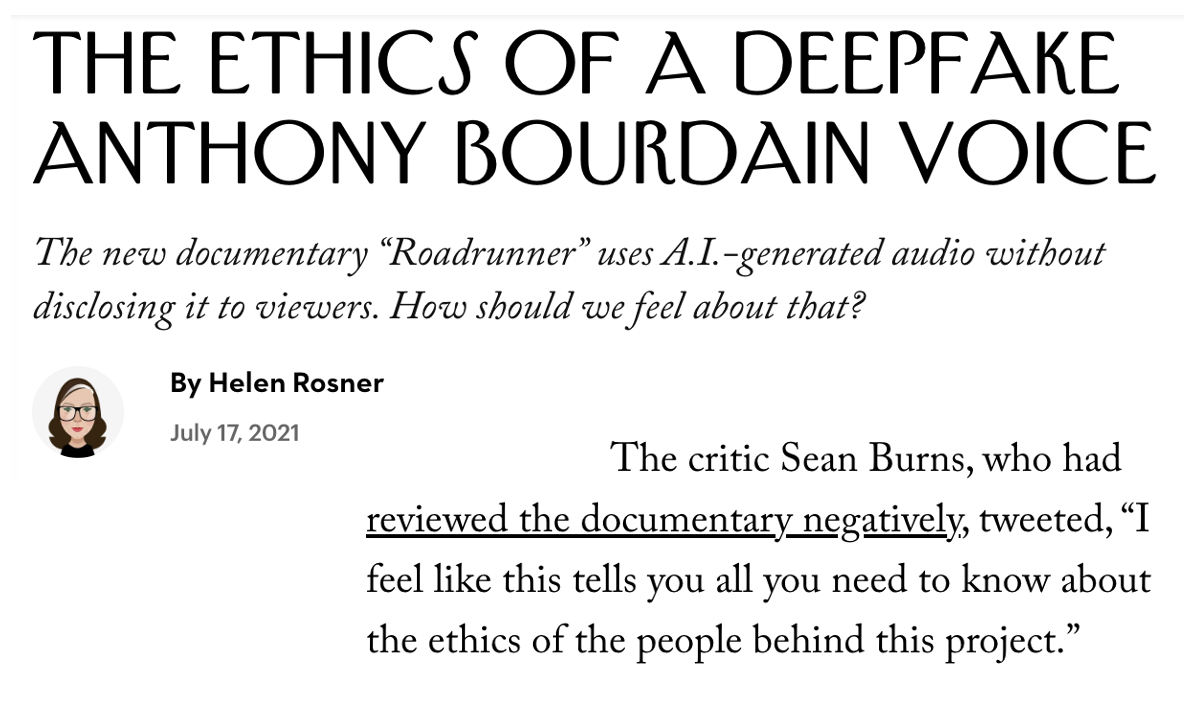 THE ETHICS OF A DEEPFAKE
ANTHONY BOURDAIN VOICE
The new documentary “Roadrunner” uses A.I.-generated audio without
disclosing it to viewers. How should we feel about that?
By Helen Rosner
July 17, 2021
The critic Sean Burns, who had
reviewed the documentary negatively, tweeted, “I
feel like this tells you all you need to know about
the ethics of the people behind this project.”